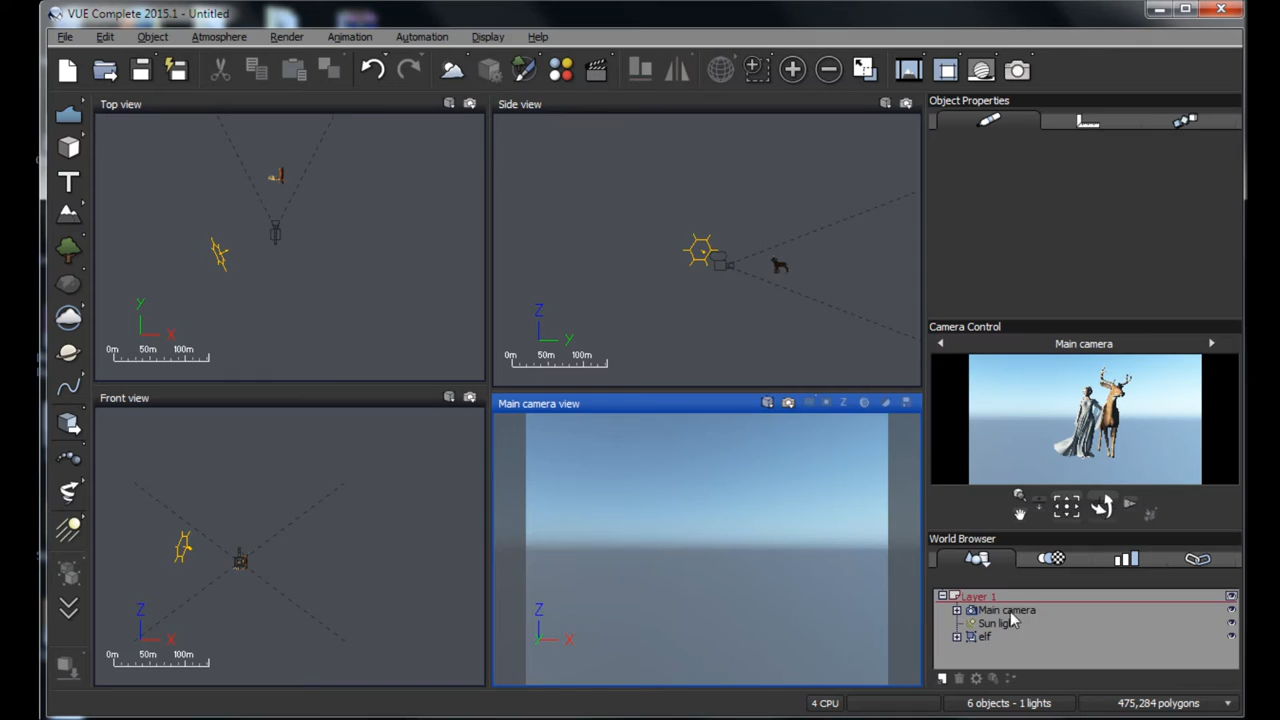 VUE Complete 2015.1 - Untitled
File Edit Object Atmosphere Render Animation Automation Display Help
Top view
Y
X
0m 50m 100m
Side view
Z
Y
0m 50m 100m
Front view
Z
X
0m 50m 100m
Main camera view
Z
Z
X
Object Properties
Camera Control
Main camera
World Browser
Layer 1
Main camera
Sun
elf
4 CPU
6 objects - 1 lights
475,284 polygons